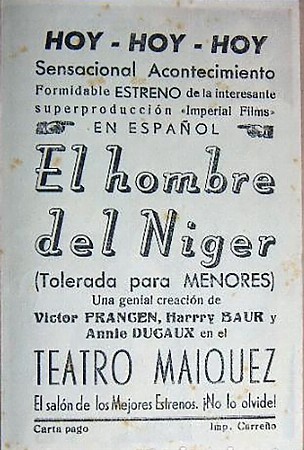 HOY - HOY - HOY
Sensacional Acontecimiento
Formidable ESTRENO de la interesante
superproducción «Imperial Films»
EN ESPAÑOL
El hombre
del Niger
(Tolerada para MENORES)
Una genial creación de
Victor FRANCEN, Harrry BAUR y
Annie DUCAUX en el
TEATRO MAIQUEZ
El salón de los Mejores Estrenos. ¡No lo olvide!
Carta pago Imp. Carreño